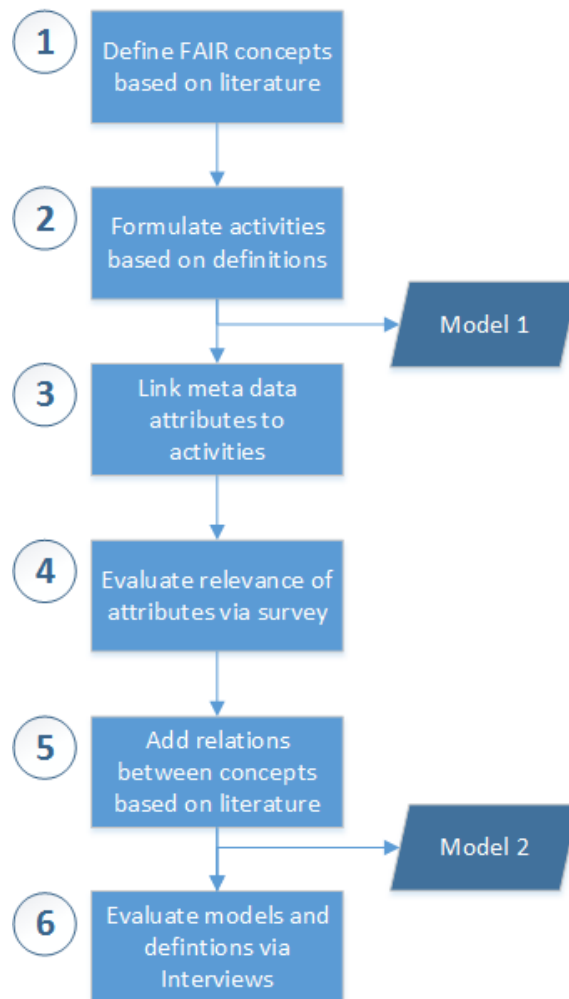 1
Define FAIR concepts
based on literature
2
Formulate activities
based on definitions
Model 1
3
Link meta data
attributes to
activities
4
Evaluate relevance of
attributes via survey
5
Add relations
between concepts
based on literature
Model 2
6
Evaluate models and
defintions via
Interviews